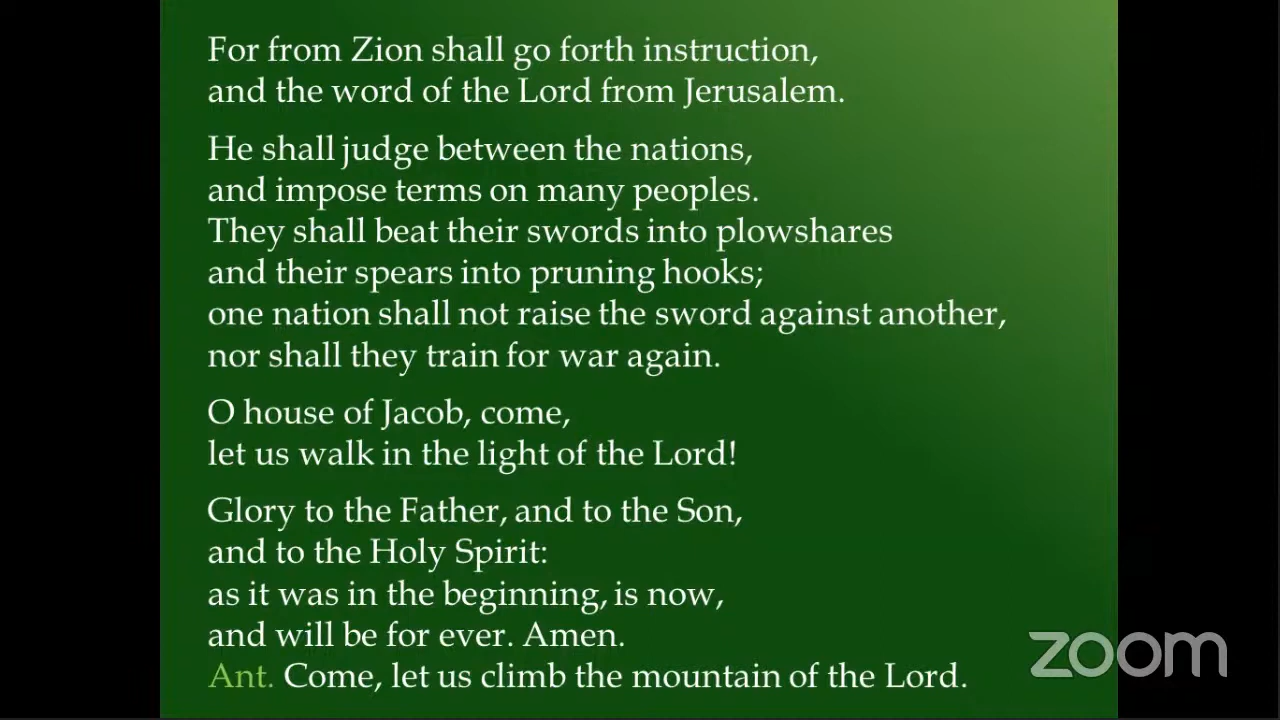 For from Zion shall go forth instruction,
and the word of the Lord from Jerusalem.
He shall judge between the nations,
and impose terms on many peoples.
They shall beat their swords into plowshares
and their spears into pruning hooks;
one nation shall not raise the sword against another,
nor shall they train for war again.
O house of Jacob, come,
let us walk in the light of the Lord!
Glory to the Father, and to the Son,
and to the Holy Spirit:
as it was in the beginning, is now,
and will be for ever. Amen.
Ant. Come, let us climb the mountain of the Lord.
zoom